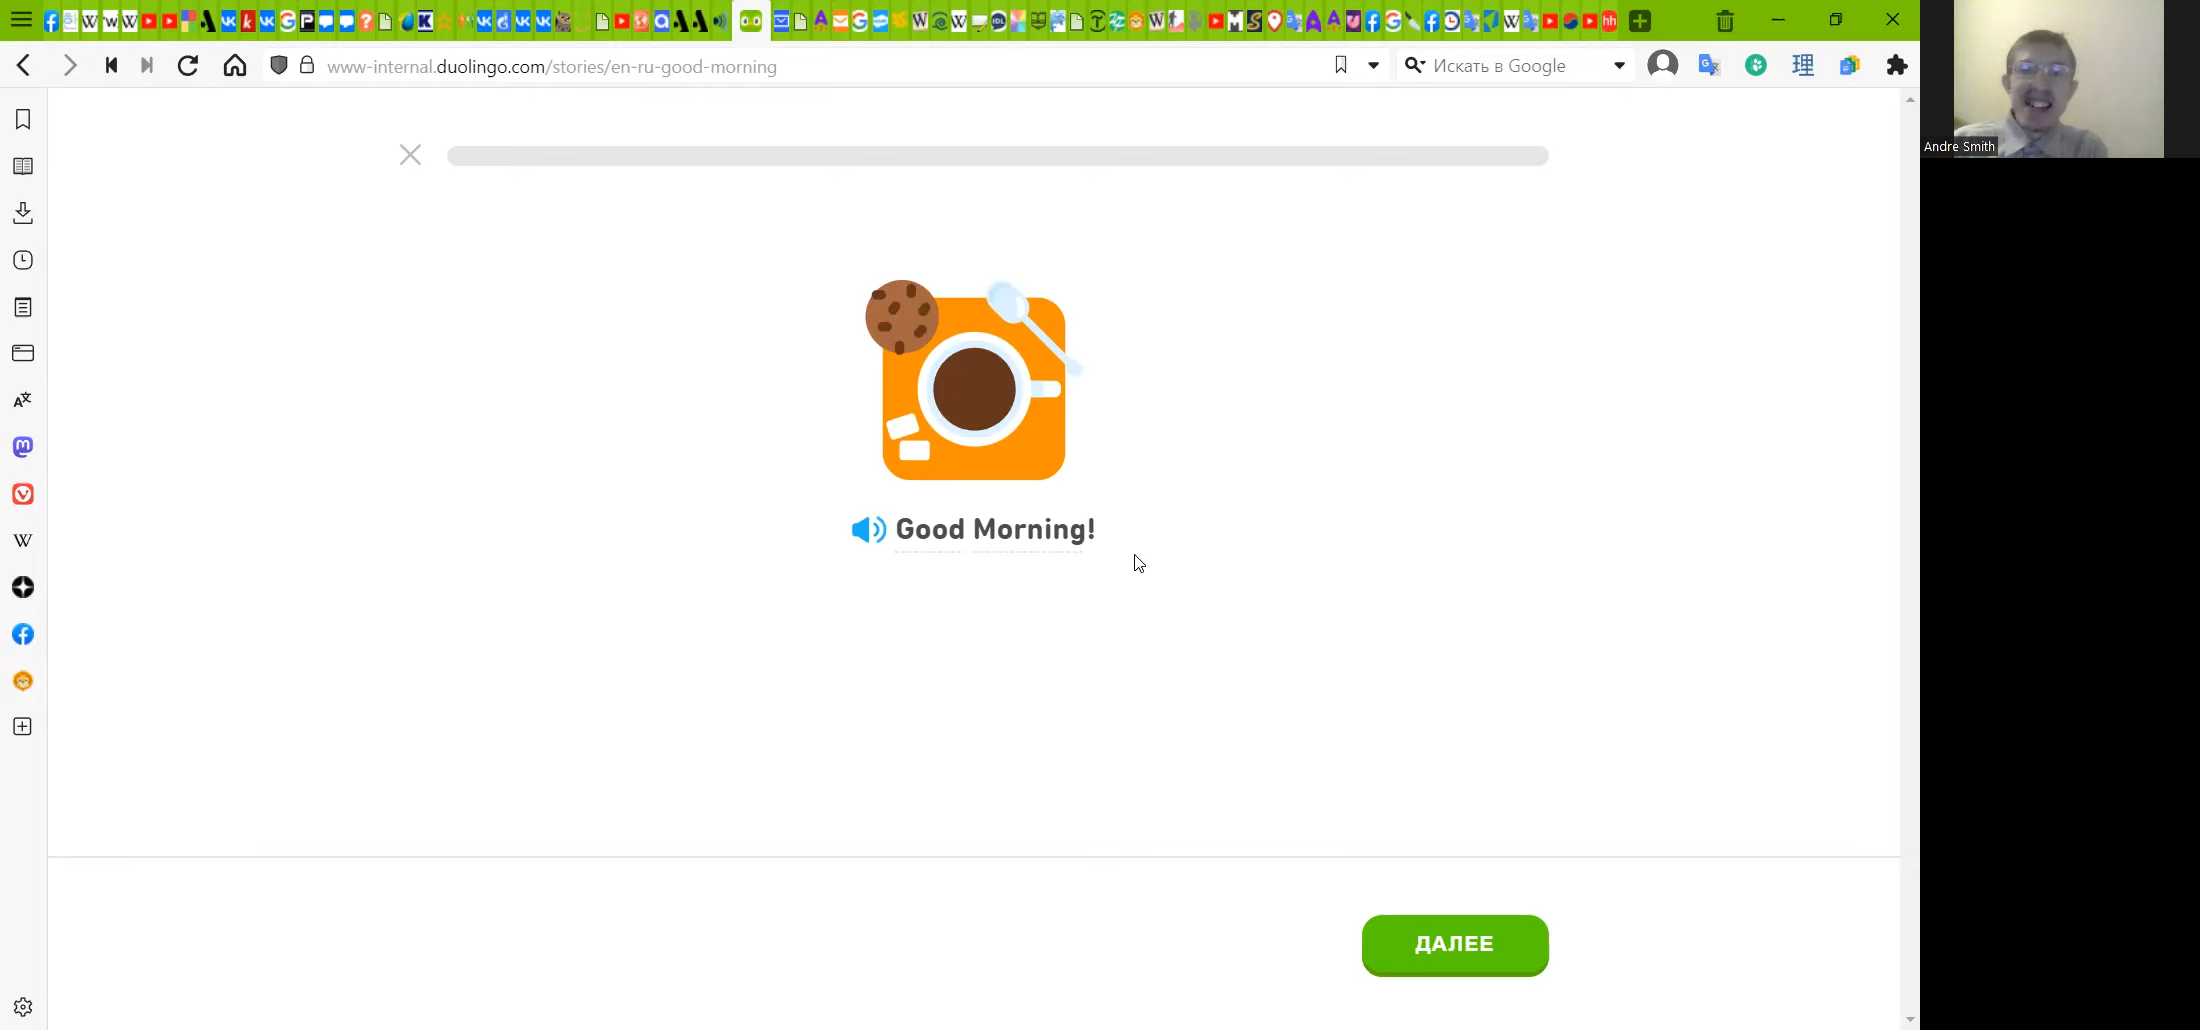 www-internal.duolingo.com/stories/en-ru-good-morning
Искать в Google
Andre Smith
Good Morning!
ДАЛЕЕ